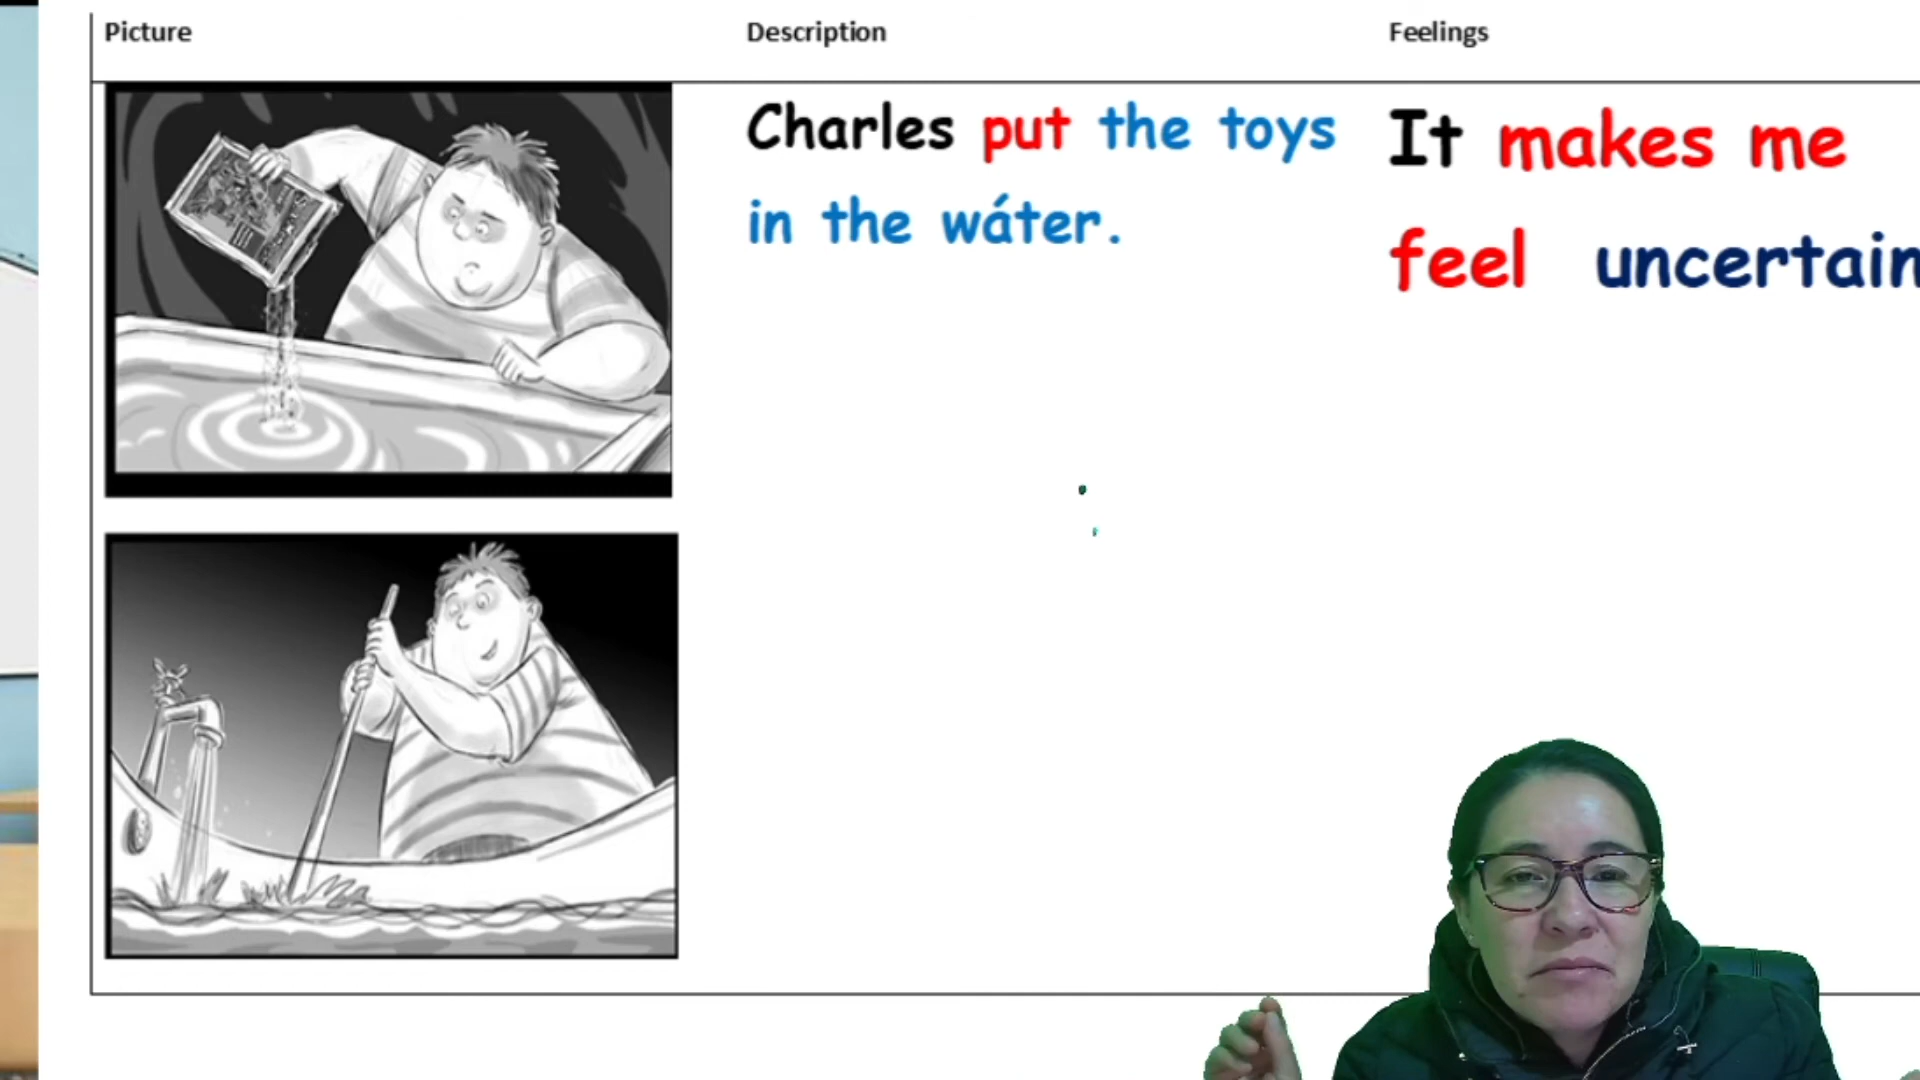 Picture
Description
Feelings
Charles put the toys
in the wáter.
It makes me
feel uncertain